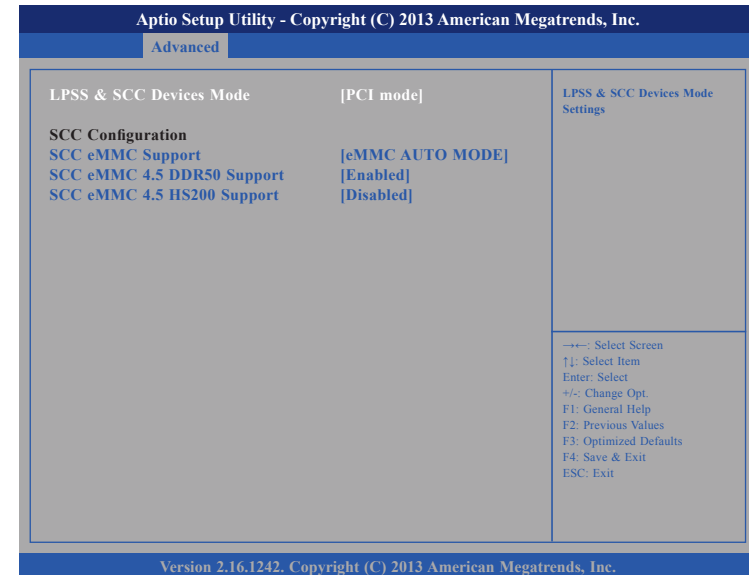 Aptio Setup Utility - Copyright (C) 2013 American Megatrends, Inc.
Advanced
LPSS & SCC Devices Mode [PCI mode]
SCC Configuration
SCC eMMC Support [eMMC AUTO MODE]
SCC eMMC 4.5 DDR50 Support [Enabled]
SCC eMMC 4.5 HS200 Support [Disabled]
LPSS & SCC Devices Mode
Settings
→←: Select Screen
↑↓: Select Item
Enter: Select
+/-: Change Opt.
F1: General Help
F2: Previous Values
F3: Optimized Defaults
F4: Save & Exit
ESC: Exit
Version 2.16.1242. Copyright (C) 2013 American Megatrends, Inc.